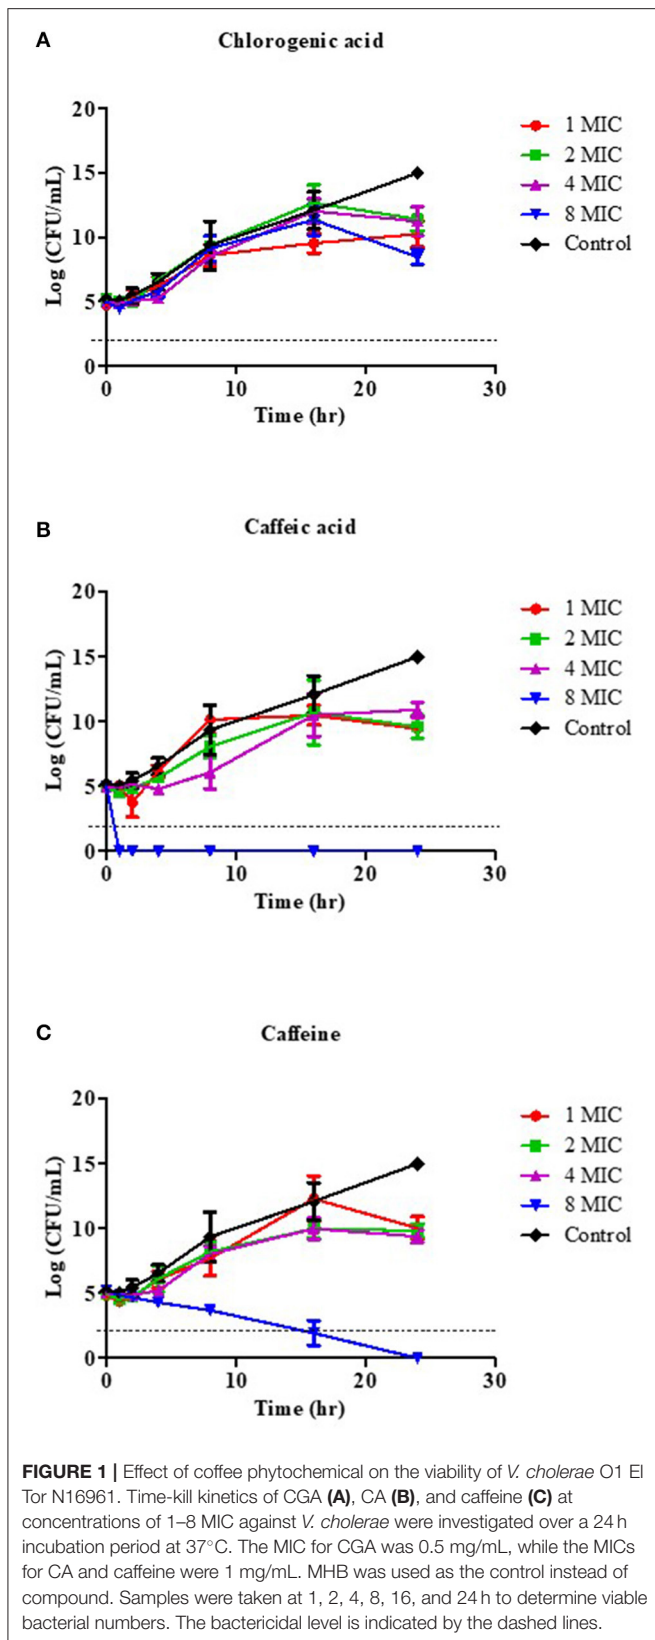 A
Chlorogenic acid
20
15
10
5
0
Log (CFU/mL)
0 10 20 30
Time (hr)
1 MIC
2 MIC
4 MIC
8 MIC
Control
B
Caffeic acid
20
15
10
5
0
Log (CFU/mL)
0 10 20 30
Time (hr)
1 MIC
2 MIC
4 MIC
8 MIC
Control
C
Caffeine
20
15
10
5
0
Log (CFU/mL)
0 10 20 30
Time (hr)
1 MIC
2 MIC
4 MIC
8 MIC
Control
FIGURE 1 | Effect of coffee phytochemical on the viability of V. cholerae O1 El
Tor N16961. Time-kill kinetics of CGA (A), CA (B), and caffeine (C) at
concentrations of 1–8 MIC against V. cholerae were investigated over a 24 h
incubation period at 37°C. The MIC for CGA was 0.5 mg/mL, while the MICs
for CA and caffeine were 1 mg/mL. MHB was used as the control instead of
compound. Samples were taken at 1, 2, 4, 8, 16, and 24 h to determine viable
bacterial numbers. The bactericidal level is indicated by the dashed lines.